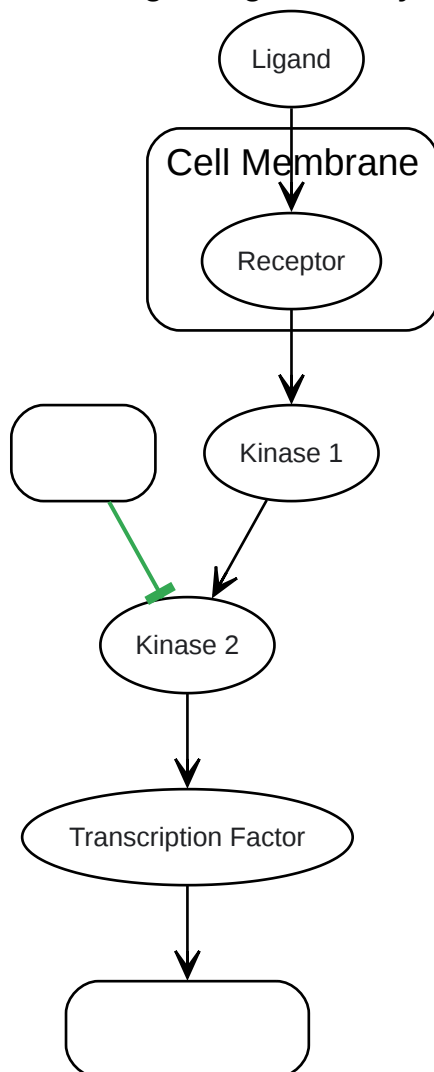 Ligand
Cell Membrane
Receptor
Kinase 1
Kinase 2
Transcription Factor